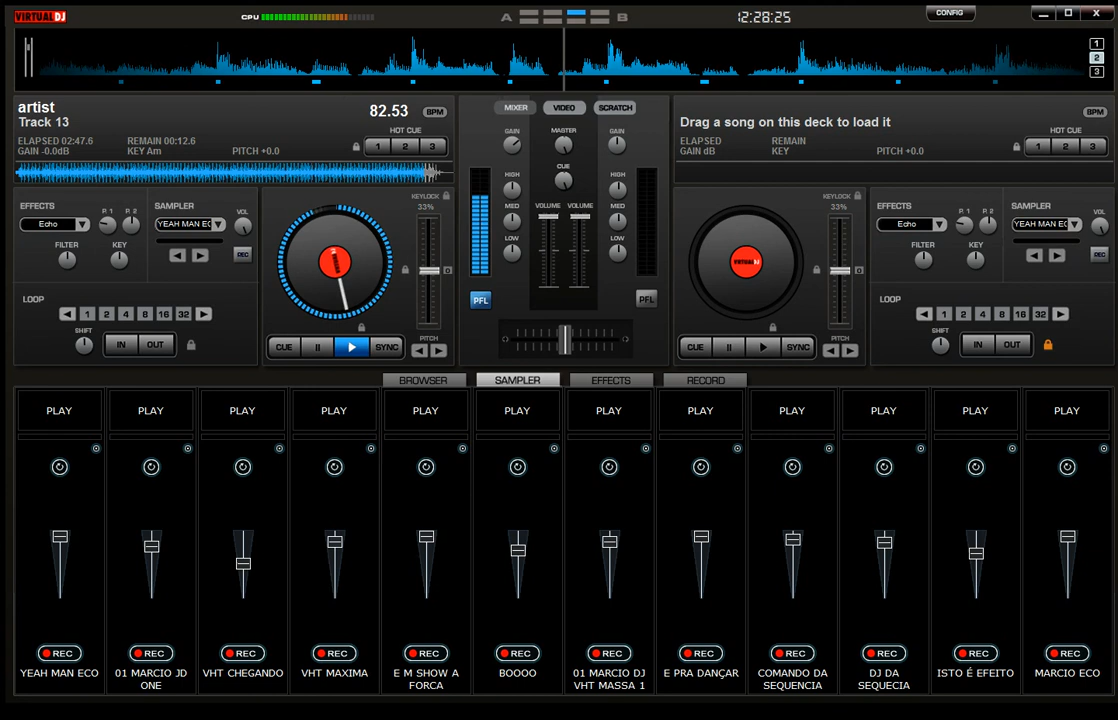 VIRTUALDJ
CPU
A
B
12:28:25
CONFIG
X
1
2
3
artist
82.53
BPM
Track 13
HOT CUE
ELAPSED 02:47.6
REMAIN 00:12.6
GAIN -0.0dB
KEY Am
PITCH +0.0
1 2 3
MIXER
VIDEO
SCRATCH
GAIN
MASTER
GAIN
HIGH
CUE
HIGH
MED
VOLUME
VOLUME
MED
LOW
LOW
PFL
PFL
BPM
Drag a song on this deck to load it
HOT CUE
ELAPSED
REMAIN
GAIN dB
KEY
PITCH +0.0
1 2 3
EFFECTS
P. 1
P. 2
SAMPLER
VOL
Echo
YEAH MAN EC
FILTER
KEY
REC
LOOP
1 2 4 8 16 32
SHIFT
IN
OUT
KEYLOCK
33%
CUE
SYNC
PITCH
KEYLOCK
33%
VIRTUALDJ
CUE
SYNC
PITCH
EFFECTS
P. 1
P. 2
SAMPLER
VOL
Echo
YEAH MAN EC
FILTER
KEY
REC
LOOP
1 2 4 8 16 32
SHIFT
IN
OUT
BROWSER
SAMPLER
EFFECTS
RECORD
PLAY
PLAY
PLAY
PLAY
PLAY
PLAY
PLAY
PLAY
PLAY
PLAY
PLAY
PLAY
REC
REC
REC
REC
REC
REC
REC
REC
REC
REC
REC
REC
YEAH MAN ECO
01 MARCIO JD
ONE
VHT CHEGANDO
VHT MAXIMA
E M SHOW A
FORCA
BOOOO
01 MARCIO DJ
VHT MASSA 1
E PRA DANÇAR
COMANDO DA
SEQUENCIA
DJ DA
SEQUECIA
ISTO É EFEITO
MARCIO ECO